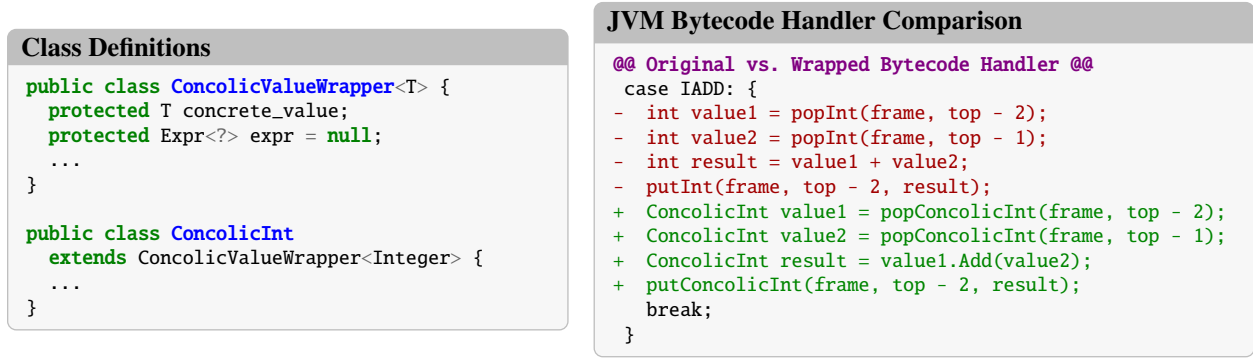 Class Definitions
public class ConcolicValueWrapper<T> {
  protected T concrete_value;
  protected Expr<?> expr = null;
  ...
}

public class ConcolicInt
  extends ConcolicValueWrapper<Integer> {
  ...
}
JVM Bytecode Handler Comparison
@@ Original vs. Wrapped Bytecode Handler @@
 case IADD: {
-  int value1 = popInt(frame, top - 2);
-  int value2 = popInt(frame, top - 1);
-  int result = value1 + value2;
-  putInt(frame, top - 2, result);
+  ConcolicInt value1 = popConcolicInt(frame, top - 2);
+  ConcolicInt value2 = popConcolicInt(frame, top - 1);
+  ConcolicInt result = value1.Add(value2);
+  putConcolicInt(frame, top - 2, result);
   break;
 }